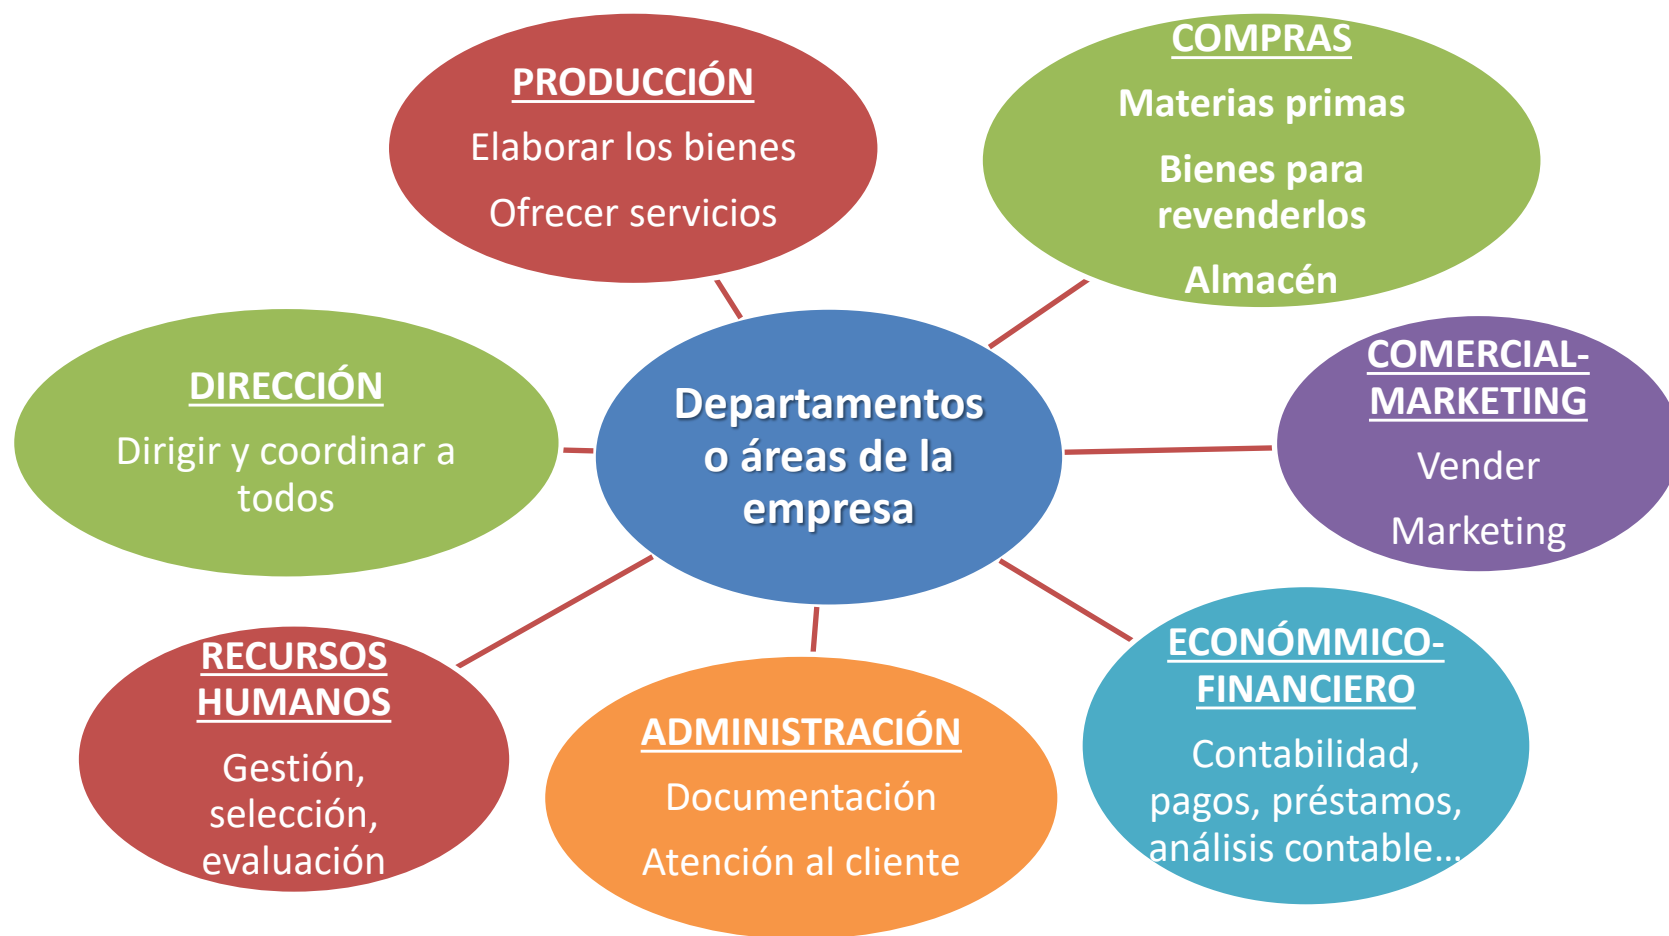 PRODUCCIÓN
Elaborar los bienes
Ofrecer servicios
COMPRAS
Materias primas
Bienes para
revenderlos
Almacén
DIRECCIÓN
Dirigir y coordinar a
todos
Departamentos
o áreas de la
empresa
COMERCIAL-
MARKETING
Vender
Marketing
RECURSOS
HUMANOS
Gestión,
selección,
evaluación
ADMINISTRACIÓN
Documentación
Atención al cliente
ECONÓMMICO-
FINANCIERO
Contabilidad,
pagos, préstamos,
análisis contable...